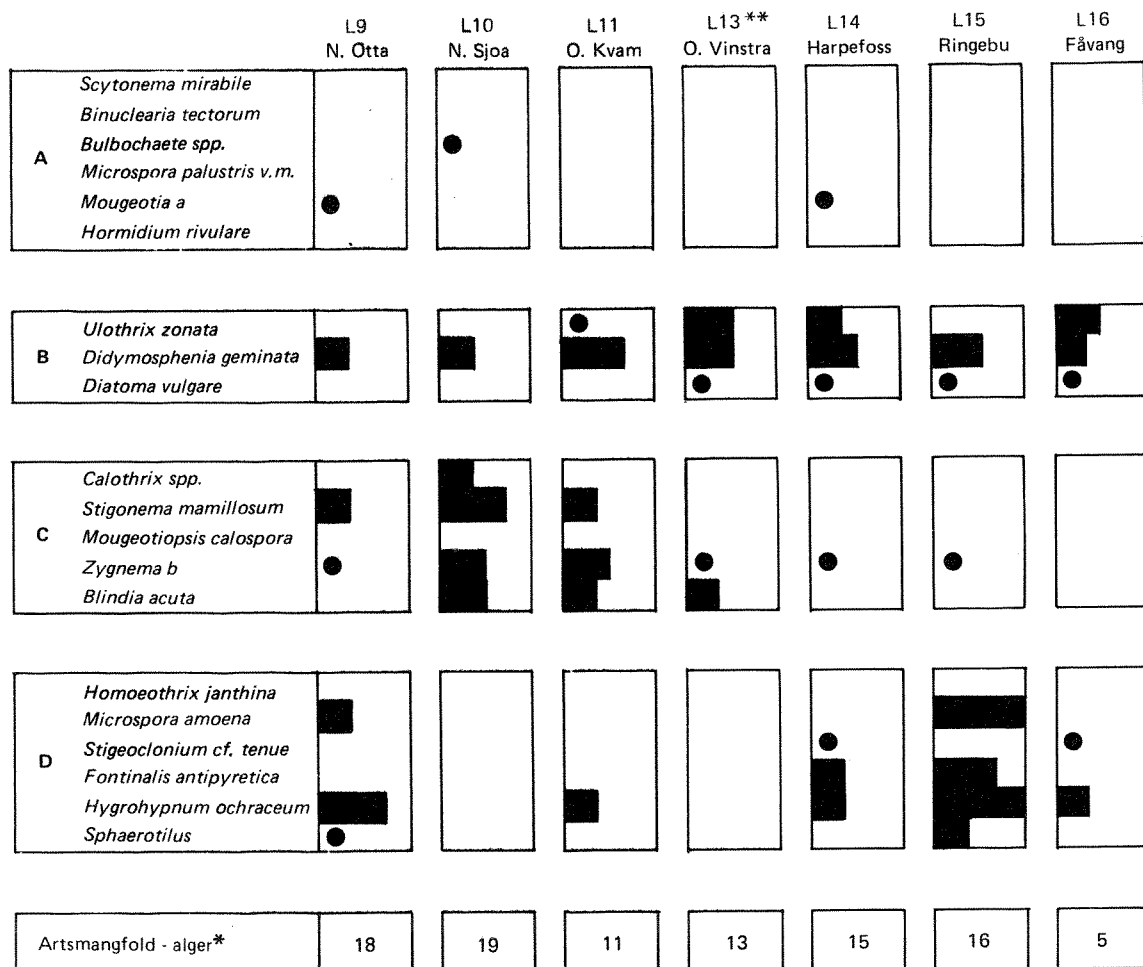 L9 L10 L11 L13** L14 L15 L16
N. Otta N. Sjoa O. Kvam O. Vinstra Harpefoss Ringebu Fåvang
A
Scytonema mirabile
Binuclearia tectorum
Bulbochaete spp.
Microspora palustris v.m.
Mougeotia a
Hormidium rivulare
B
Ulothrix zonata
Didymosphenia geminata
Diatoma vulgare
C
Calothrix spp.
Stigonema mamillosum
Mougeotiopsis calospora
Zygnema b
Blindia acuta
D
Homoeothrix janthina
Microspora amoena
Stigeoclonium cf. tenue
Fontinalis antipyretica
Hygrohypnum ochraceum
Sphaerotilus
Artsmangfold - alger* 18 19 11 13 15 16 5